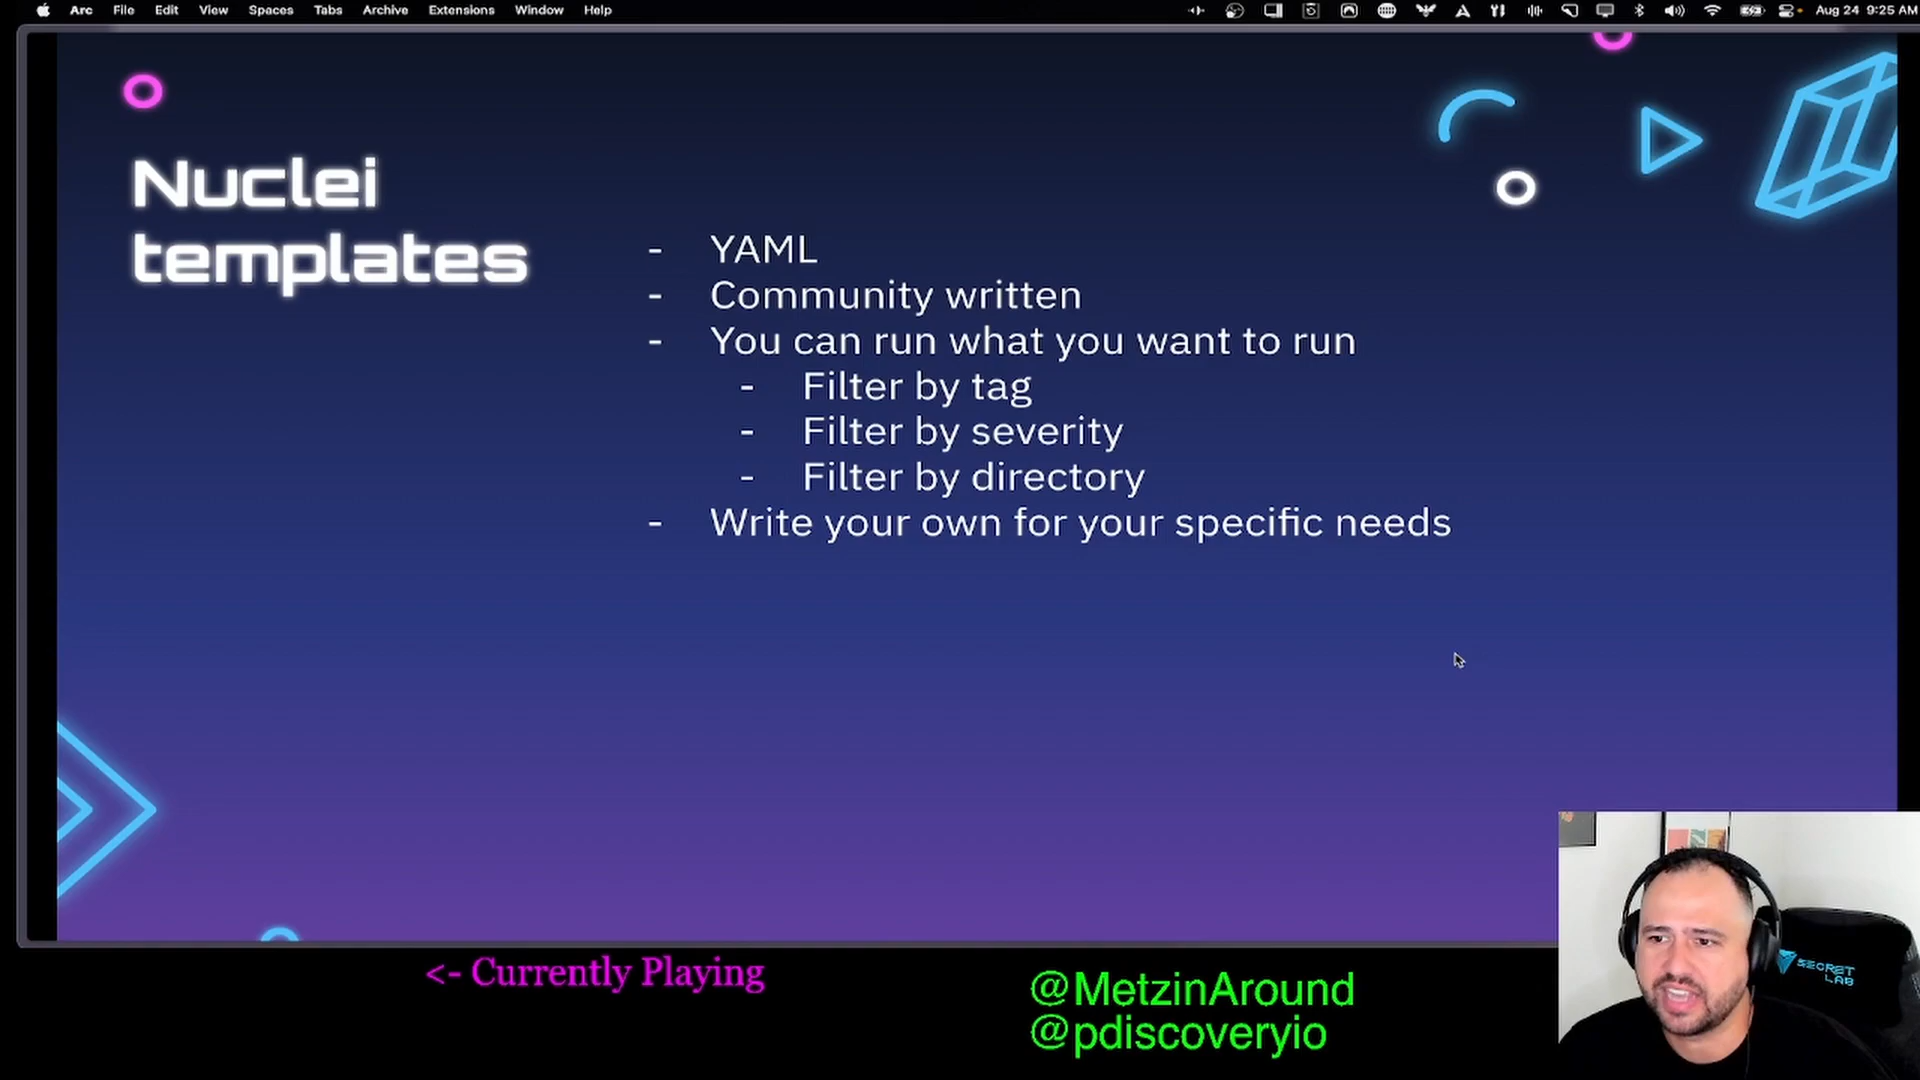 Arc File Edit View Spaces Tabs Archive Extensions Window Help Aug 24 9:25 AM
Nuclei
templates
- YAML
- Community written
- You can run what you want to run
- Filter by tag
- Filter by severity
- Filter by directory
- Write your own for your specific needs
<- Currently Playing
@MetzinAround
@pdiscoveryio
SECRET
LAB